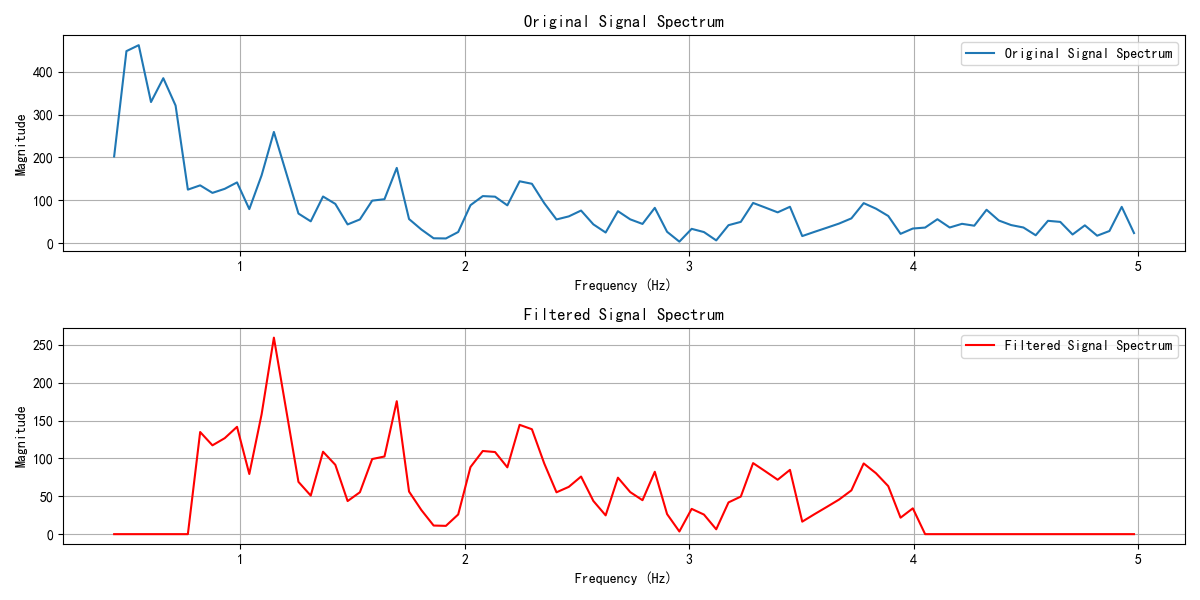 Original Signal Spectrum
Original Signal Spectrum
400
300
200
100
0
Magnitude
1
2
3
4
5
Frequency (Hz)
Filtered Signal Spectrum
Filtered Signal Spectrum
250
200
150
100
50
0
Magnitude
1
2
3
4
5
Frequency (Hz)